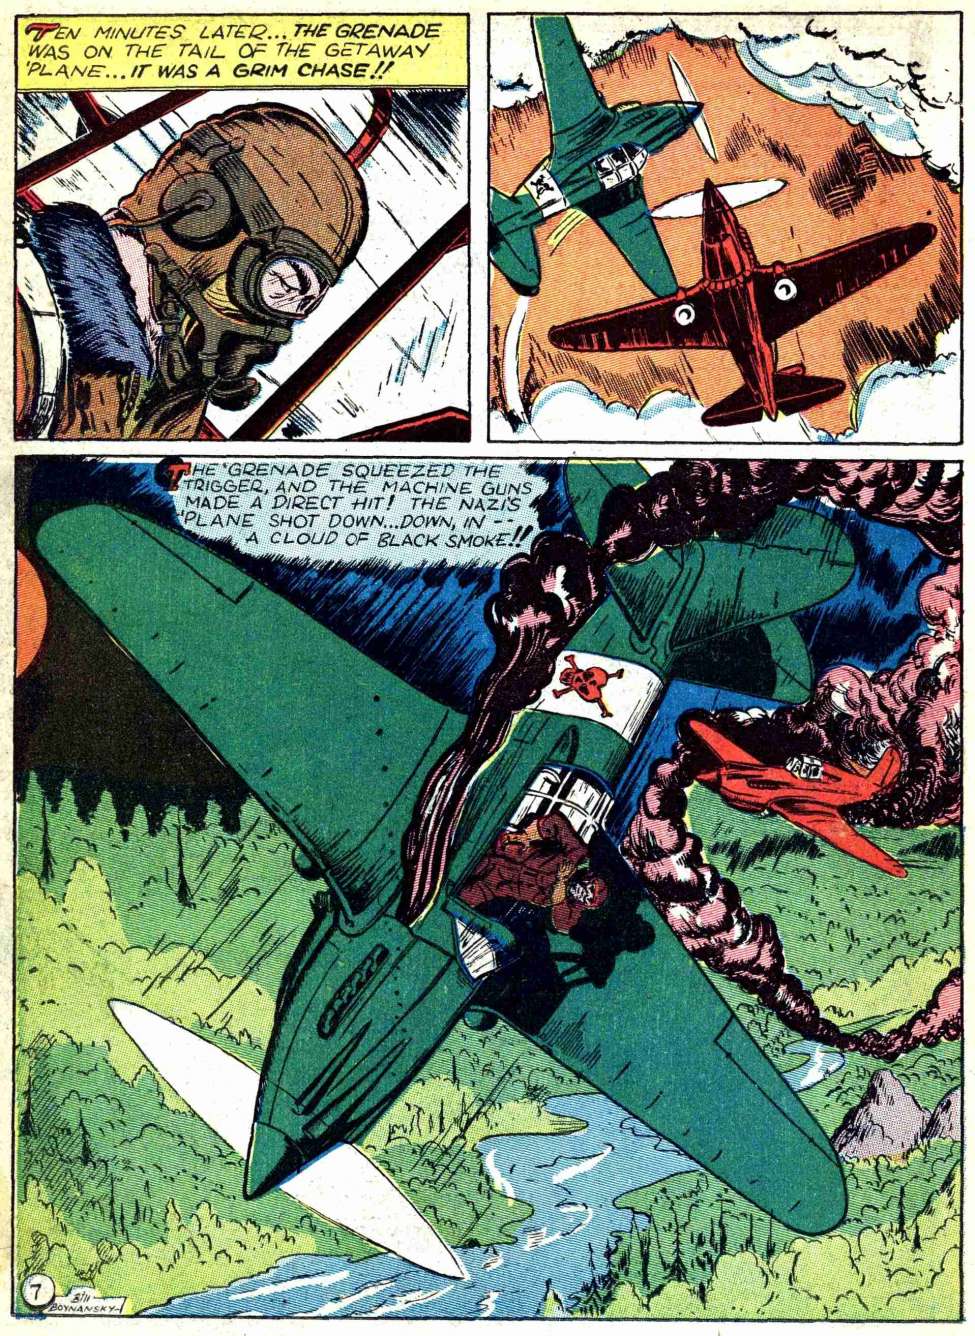 TEN MINUTES LATER... THE GRENADE
WAS ON THE TAIL OF THE GETAWAY
'PLANE... IT WAS A GRIM CHASE!!
THE 'GRENADE SQUEEZED THE
TRIGGER, AND THE MACHINE GUNS
MADE A DIRECT HIT! THE NAZI'S
'PLANE SHOT DOWN...DOWN, IN --
A CLOUD OF BLACK SMOKE!!
7
Bill
BOYNANSKY